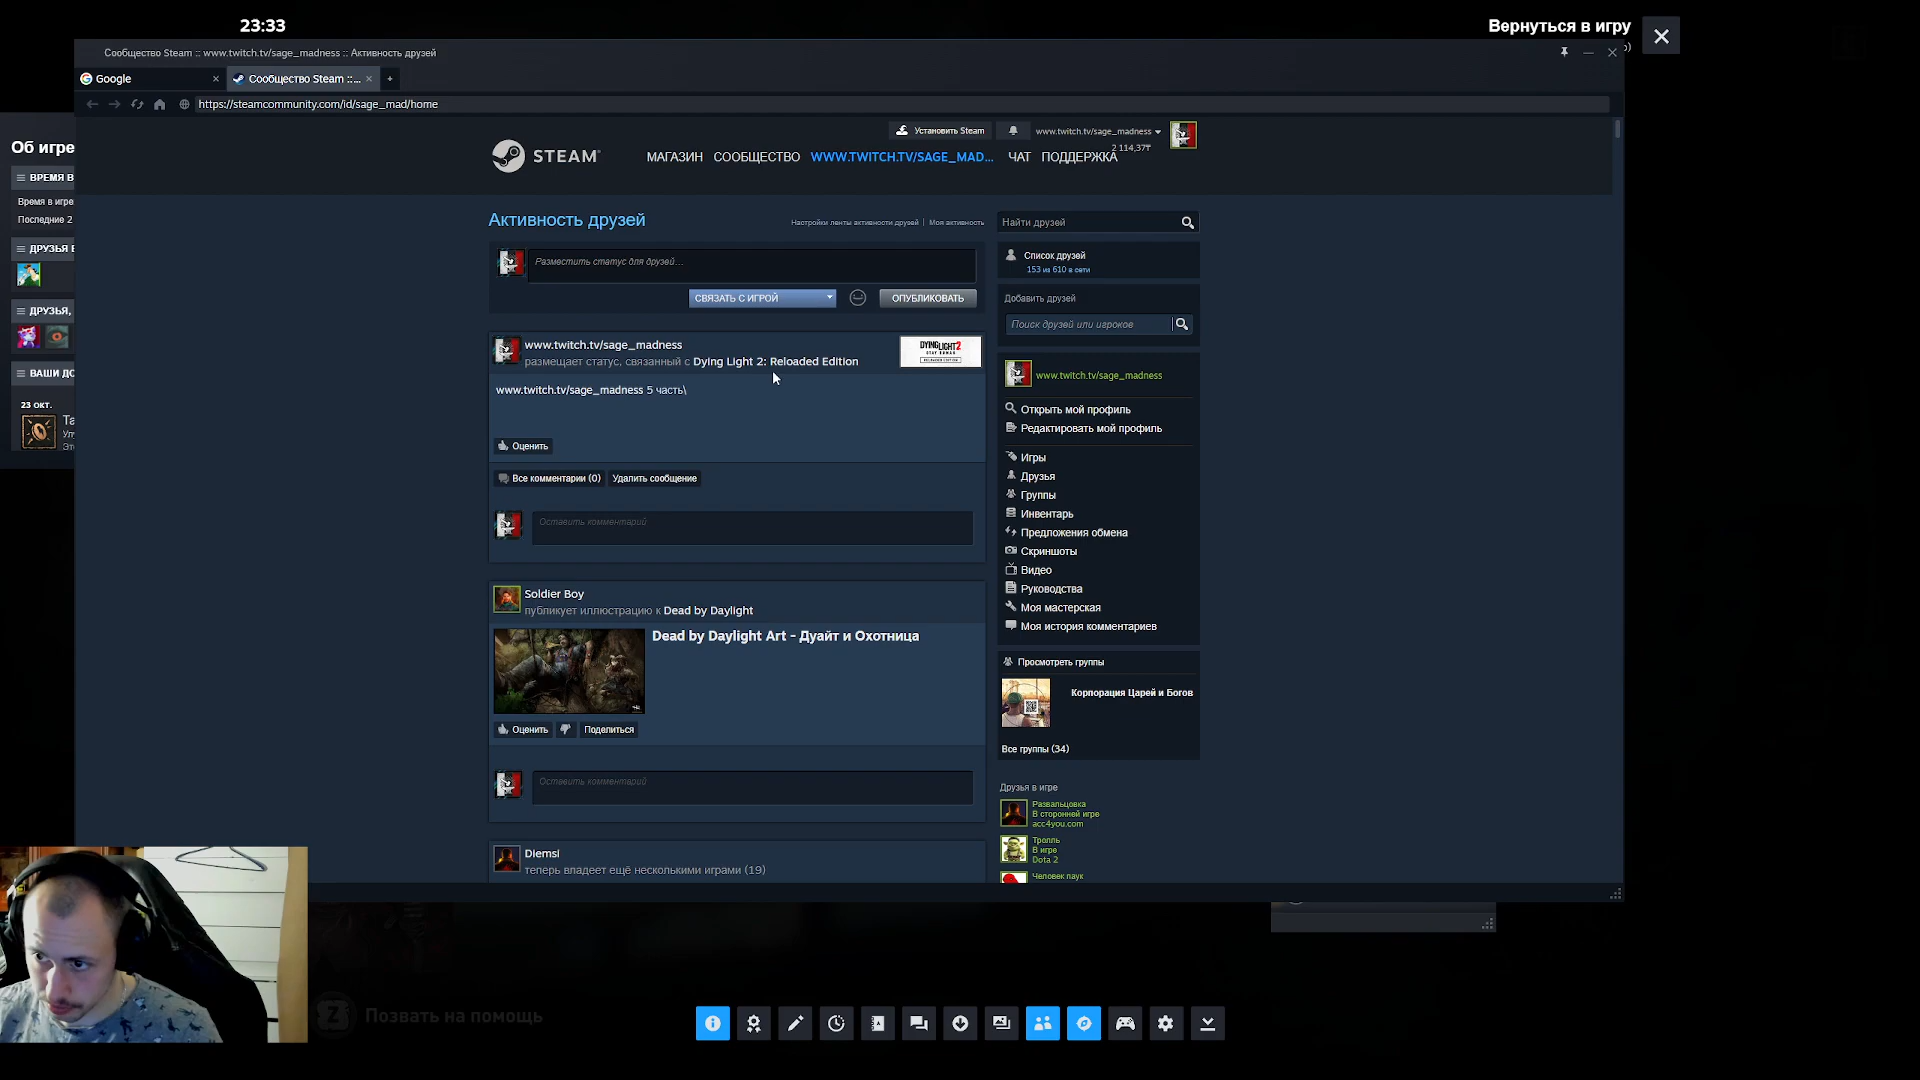 23:33
Вернуться в игру
Сообщество Steam :: www.twitch.tv/sage_madness :: Активность друзей
Google
Сообщество Steam ::...
https://steamcommunity.com/id/sage_mad/home
Об игре
ВРЕМЯ В
Время в игре
Последние 2
ДРУЗЬЯ В
ДРУЗЬЯ,
ВАШИ ДО
23 ОКТ.
Установить Steam
www.twitch.tv/sage_madness
2 114,37₸
STEAM
МАГАЗИН
СООБЩЕСТВО
WWW.TWITCH.TV/SAGE_MAD...
ЧАТ
ПОДДЕРЖКА
Активность друзей
Настройки ленты активности друзей | Моя активность
Разместить статус для друзей...
СВЯЗАТЬ С ИГРОЙ
ОПУБЛИКОВАТЬ
www.twitch.tv/sage_madness
размещает статус, связанный с Dying Light 2: Reloaded Edition
DYING LIGHT 2
STAY HUMAN
RELOADED EDITION
www.twitch.tv/sage_madness 5 часть\
Оценить
Все комментарии (0)
Удалить сообщение
Оставить комментарий
Soldier Boy
публикует иллюстрацию к Dead by Daylight
Dead by Daylight Art - Дуайт и Охотница
Оценить
Поделиться
Оставить комментарий
Diemsi
теперь владеет ещё несколькими играми (19)
Найти друзей
Список друзей
153 из 610 в сети
Добавить друзей
Поиск друзей или игроков
www.twitch.tv/sage_madness
Открыть мой профиль
Редактировать мой профиль
Игры
Друзья
Группы
Инвентарь
Предложения обмена
Скриншоты
Видео
Руководства
Моя мастерская
Моя история комментариев
Просмотреть группы
Корпорация Царей и Богов
Все группы (34)
Друзья в игре
Развальцовка
В сторонней игре
acc4you.com
Тролль
В игре
Dota 2
Человек паук
Позвать на помощь